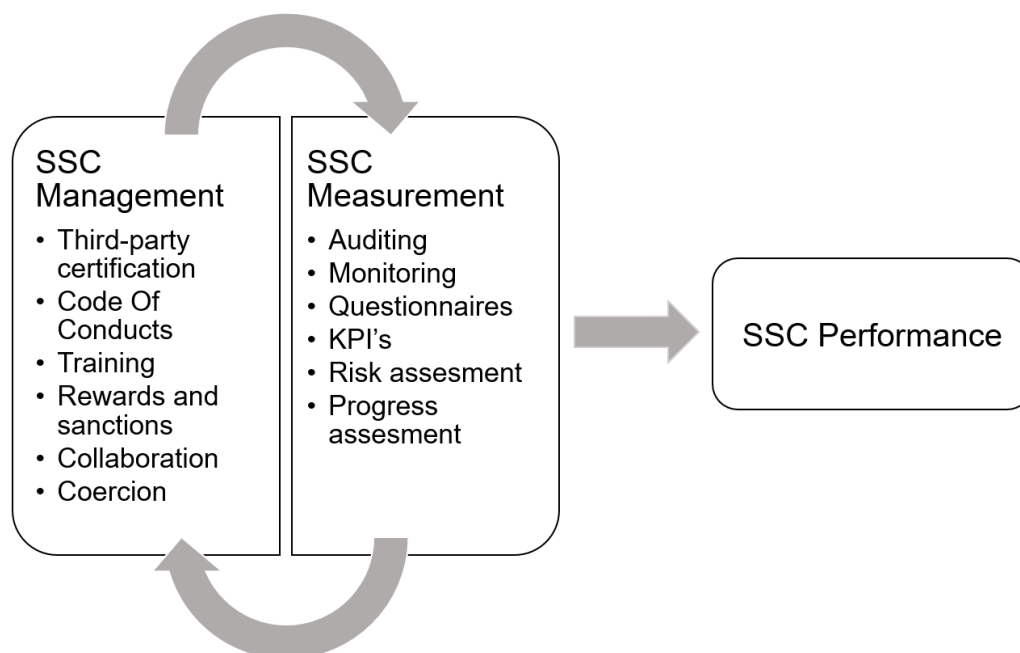 SSC
Management
• Third-party
certification
• Code Of
Conducts
• Training
• Rewards and
sanctions
• Collaboration
• Coercion
SSC
Measurement
• Auditing
• Monitoring
• Questionnaires
• KPI's
• Risk assesment
• Progress
assesment
SSC Performance